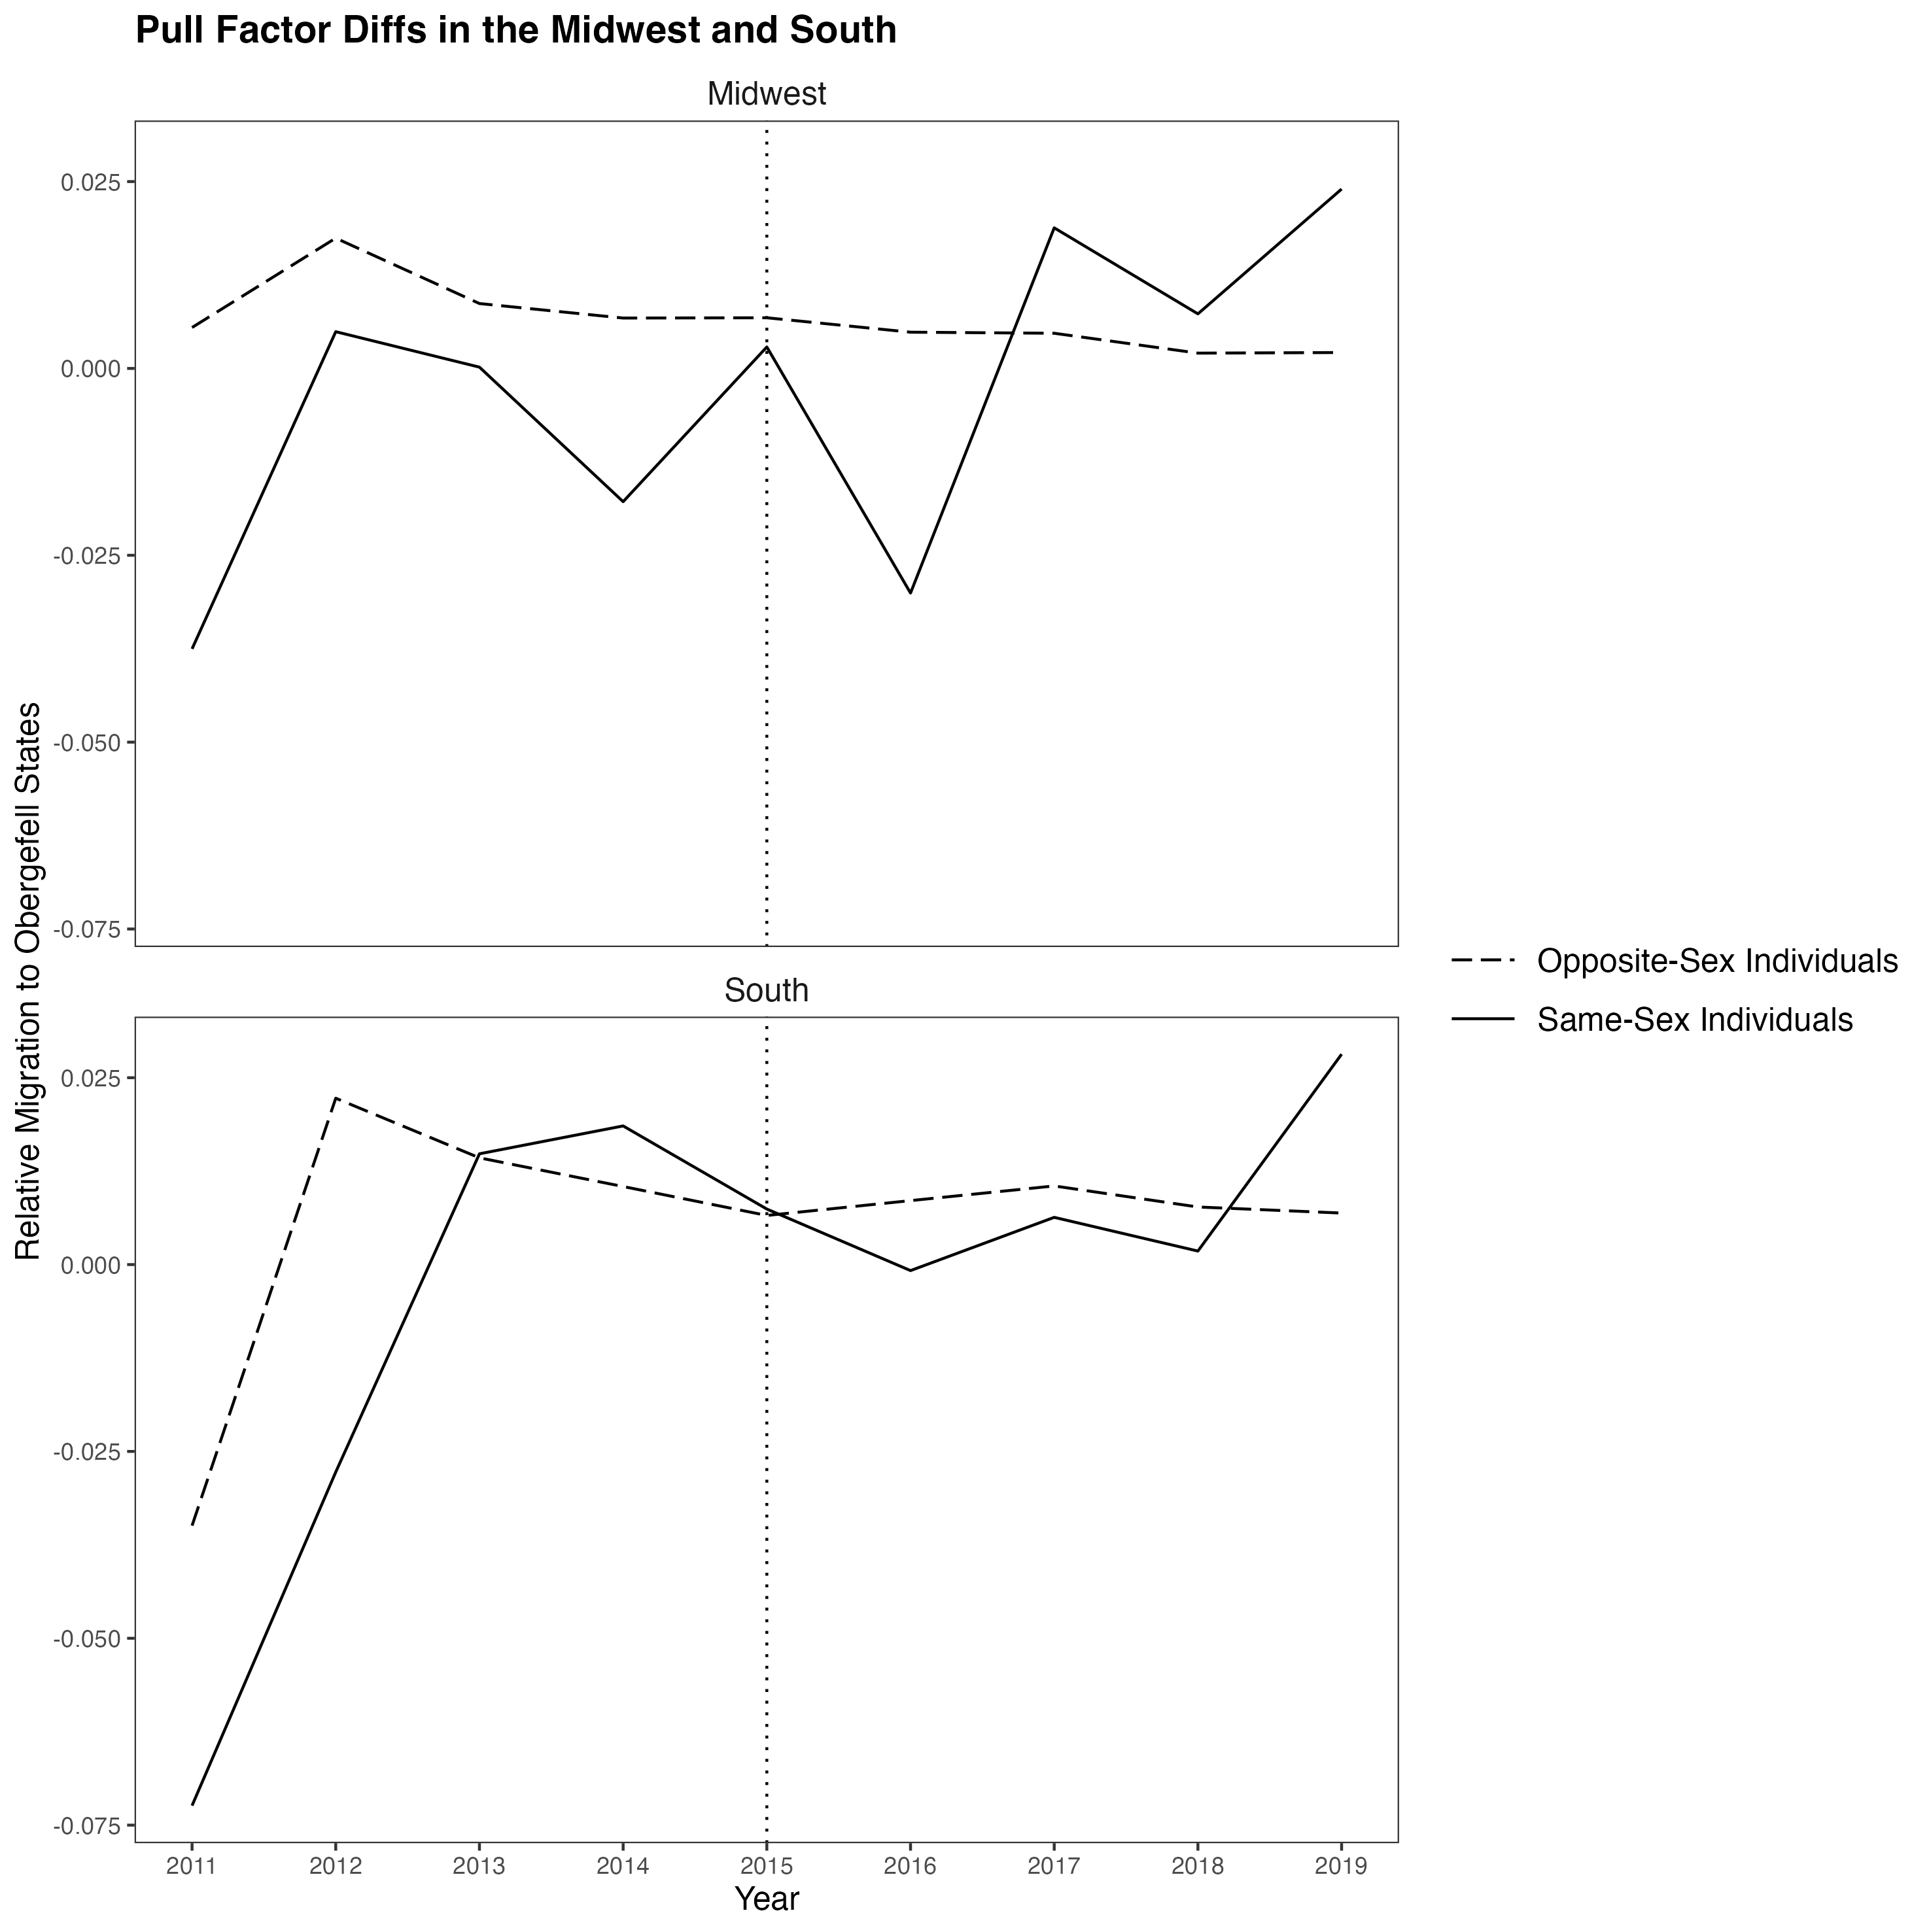 Pull Factor Diffs in the Midwest and South
Midwest
0.025
0.000
-0.025
-0.050
-0.075
Relative Migration to Obergefell States
South
0.025
0.000
-0.025
-0.050
-0.075
2011 2012 2013 2014 2015 2016 2017 2018 2019
Year
Opposite-Sex Individuals
Same-Sex Individuals